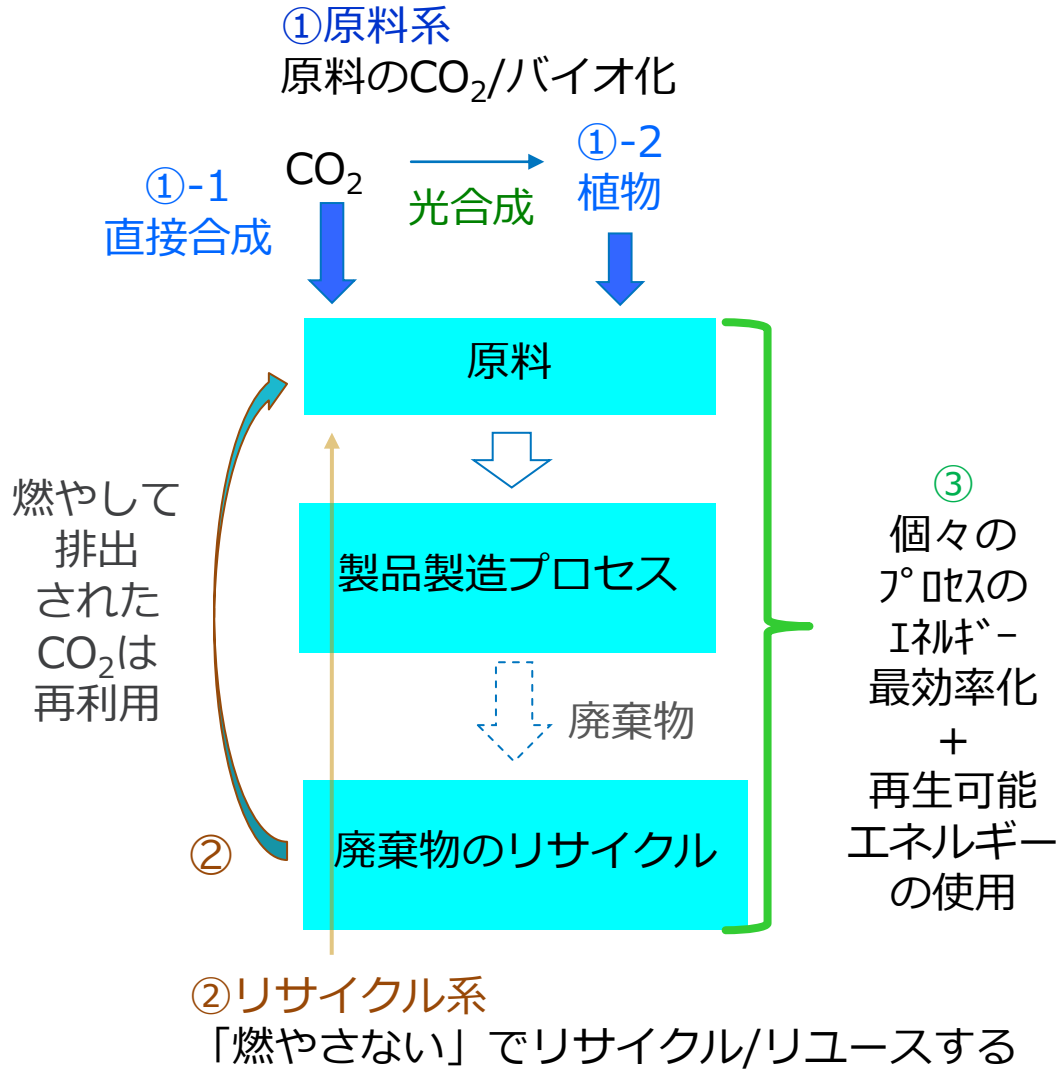 ①原料系
原料のCO₂/バイオ化
①-1
直接合成
CO₂
光合成
①-2
植物
原料
燃やして
排出
された
CO₂は
再利用
製品製造プロセス
廃棄物
②
廃棄物のリサイクル
③
個々の
ﾌﾟﾛｾｽの
ｴﾈﾙｷﾞｰ
最効率化
+
再生可能
エネルギー
の使用
②リサイクル系
「燃やさない」でリサイクル/リユースする